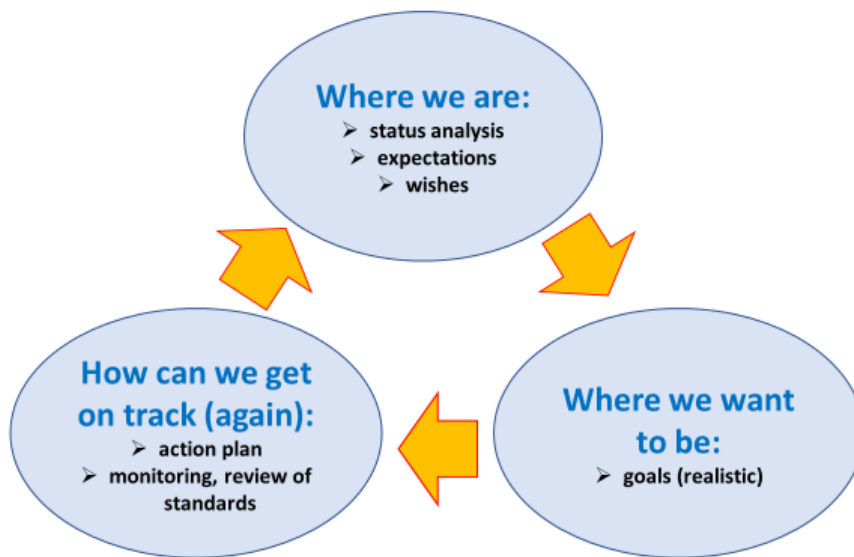 Where we are:
➢ status analysis
➢ expectations
➢ wishes
Where we want
to be:
➢ goals (realistic)
How can we get
on track (again):
➢ action plan
➢ monitoring, review of
standards